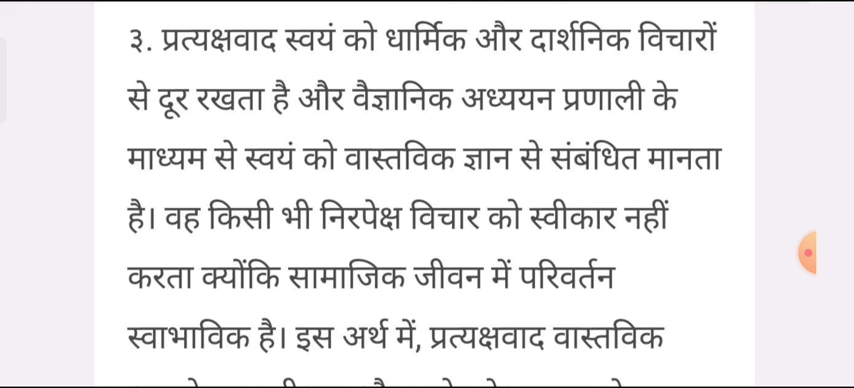 ३. प्रत्यक्षवाद स्वयं को धार्मिक और दार्शनिक विचारों
से दूर रखता है और वैज्ञानिक अध्ययन प्रणाली के
माध्यम से स्वयं को वास्तविक ज्ञान से संबंधित मानता
है। वह किसी भी निरपेक्ष विचार को स्वीकार नहीं
करता क्योंकि सामाजिक जीवन में परिवर्तन
स्वाभाविक है। इस अर्थ में, प्रत्यक्षवाद वास्तविक